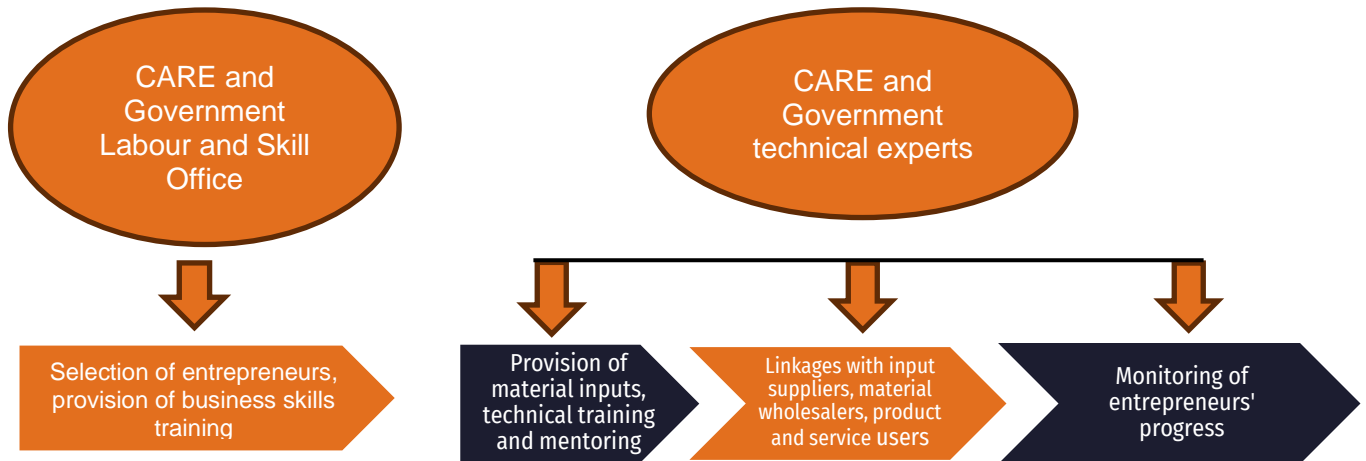 CARE and
Government
Labour and Skill
Office
CARE and
Government
technical experts
Selection of entrepreneurs,
provision of business skills
training
Provision of
material inputs,
technical training
and mentoring
Linkages with input
suppliers, material
wholesalers, product
and service users
Monitoring of
entrepreneurs'
progress